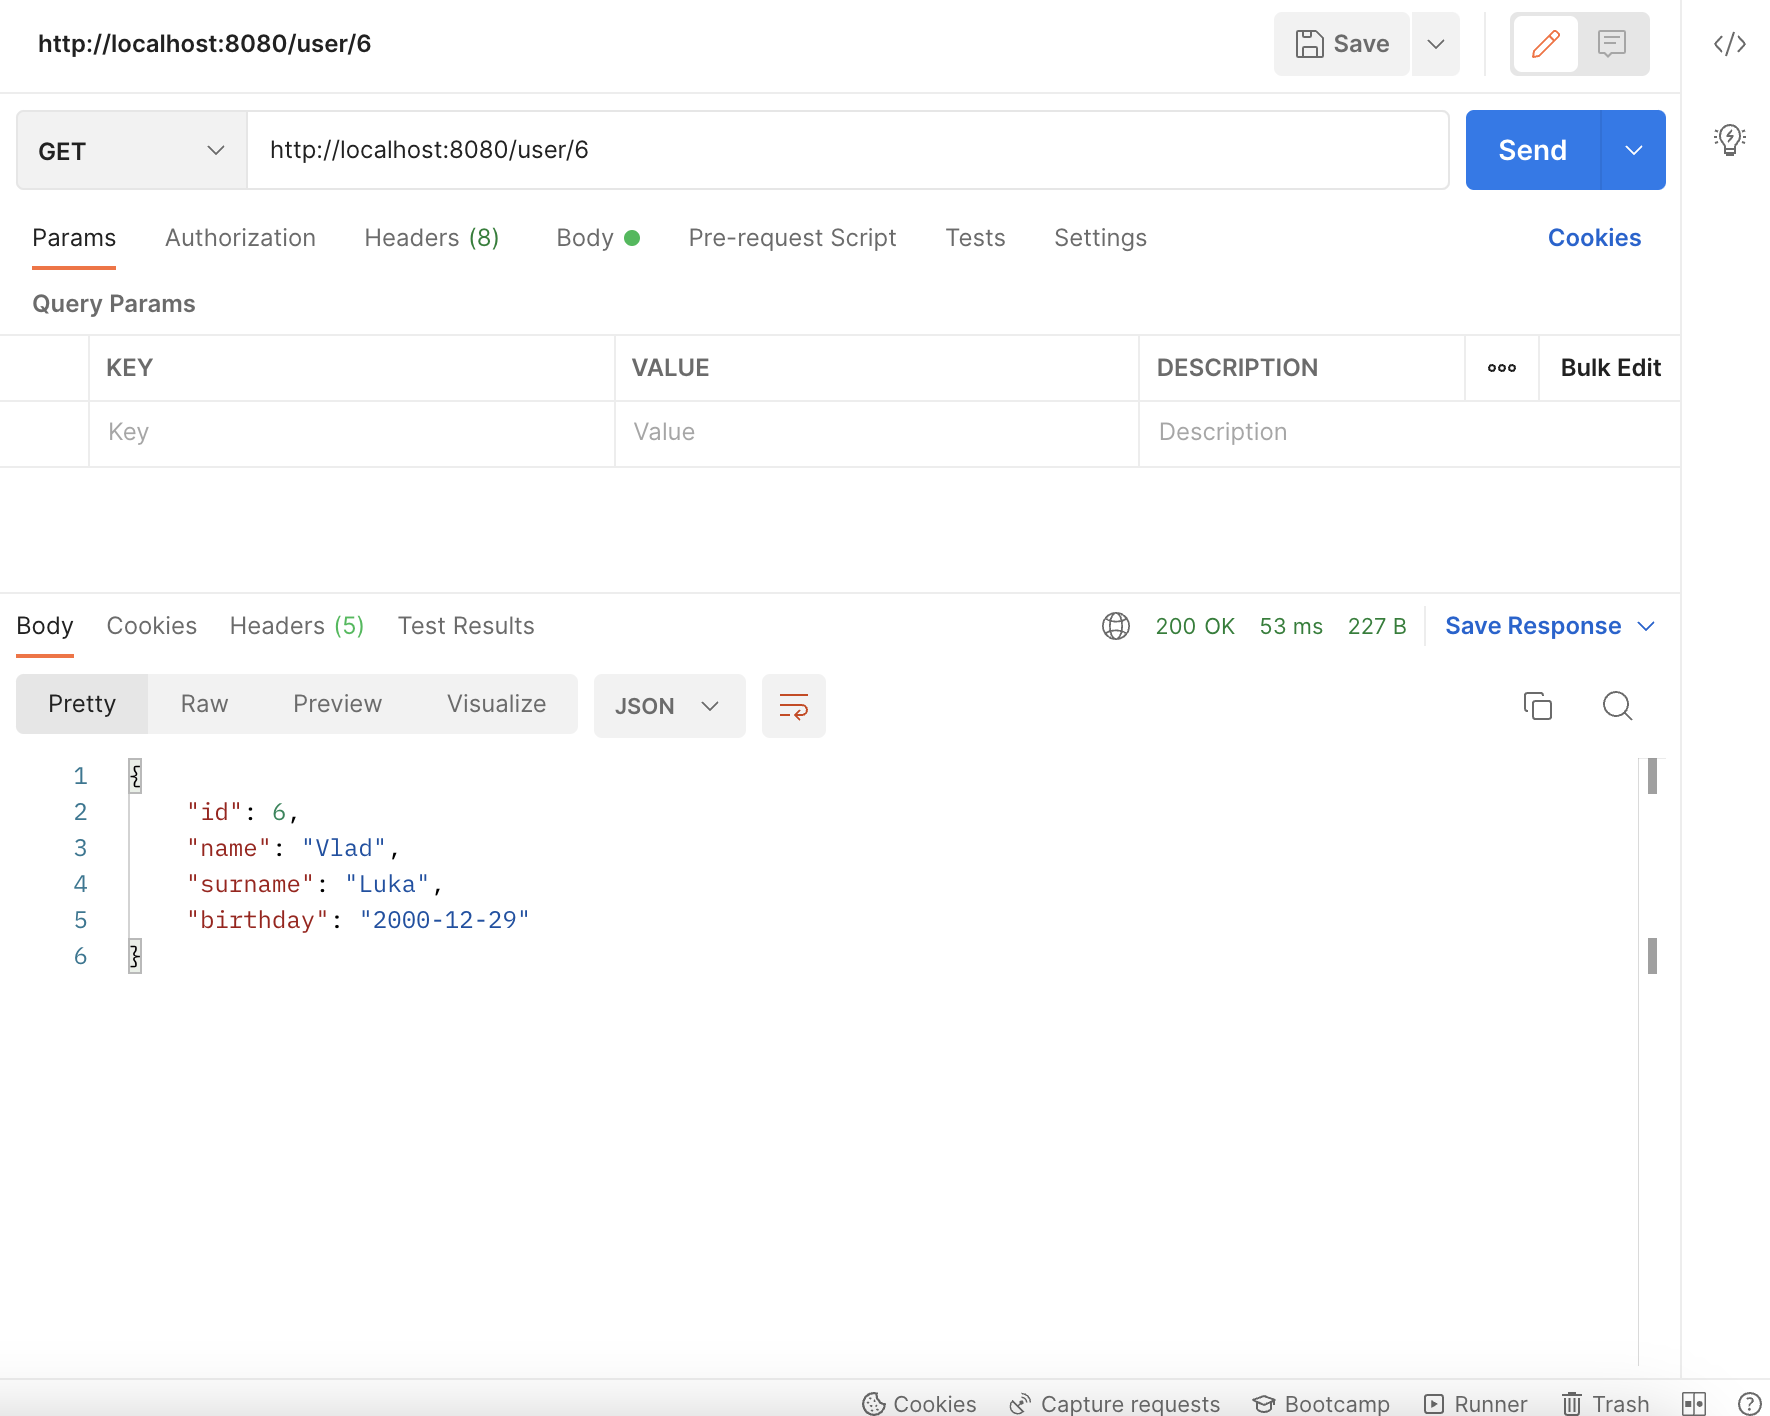 http://localhost:8080/user/6
Save
GET
http://localhost:8080/user/6
Send
Params Authorization Headers (8) Body Pre-request Script Tests Settings Cookies
Query Params
KEY VALUE DESCRIPTION Bulk Edit
Key Value Description
Body Cookies Headers (5) Test Results 200 OK 53 ms 227 B Save Response
Pretty Raw Preview Visualize JSON
1 {
2 "id": 6,
3 "name": "Vlad",
4 "surname": "Luka",
5 "birthday": "2000-12-29"
6 }
Cookies Capture requests Bootcamp Runner Trash